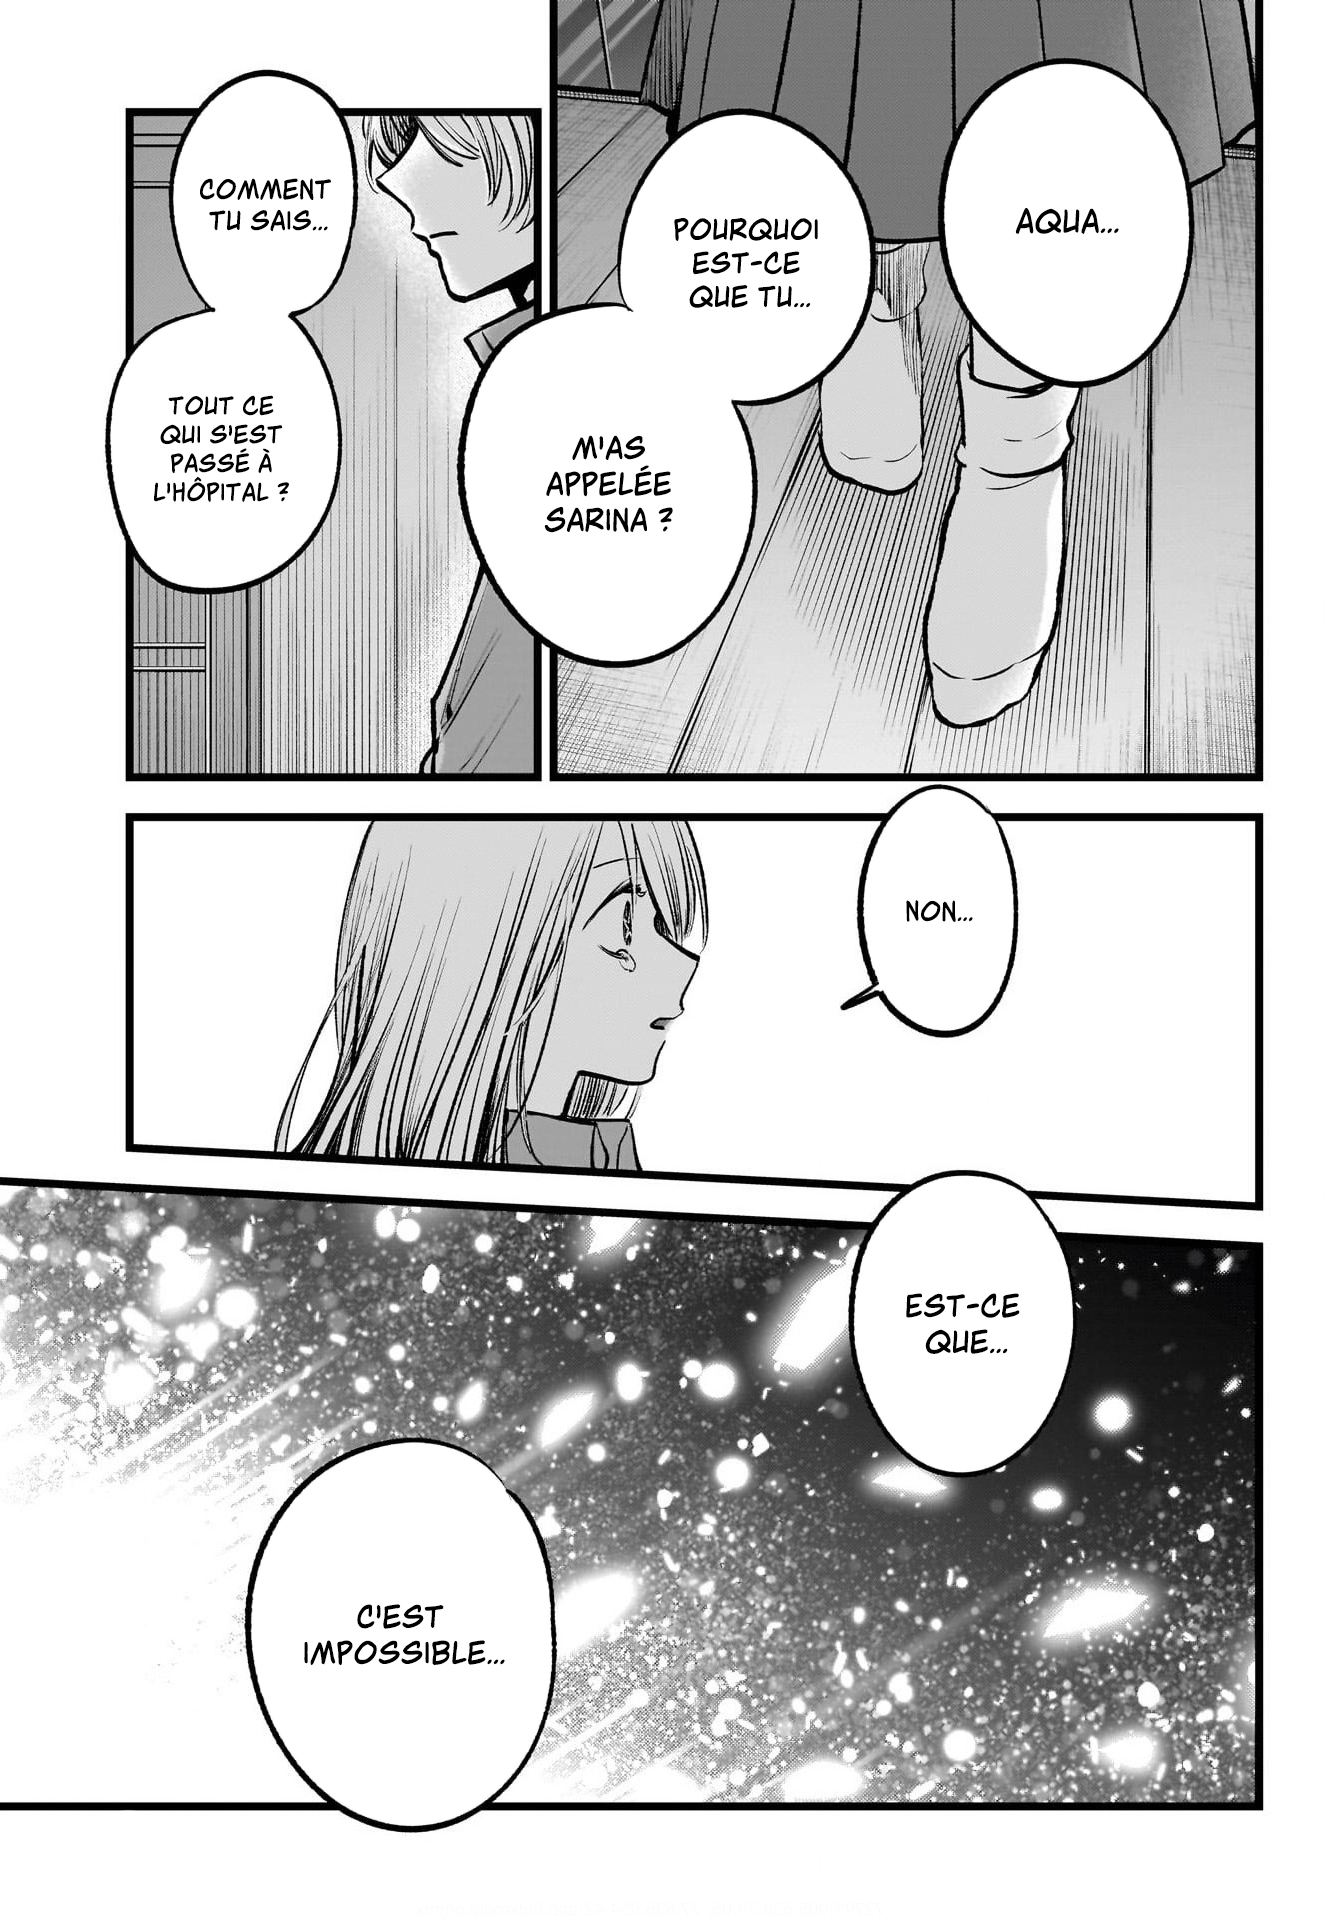 AQUA...
POURQUOI
EST-CE
QUE TU...
M'AS
APPELÉE
SARINA ?
COMMENT
TU SAIS...
TOUT CE
QUI S'EST
PASSÉ À
L'HÔPITAL ?
NON...
EST-CE
QUE...
C'EST
IMPOSSIBLE...